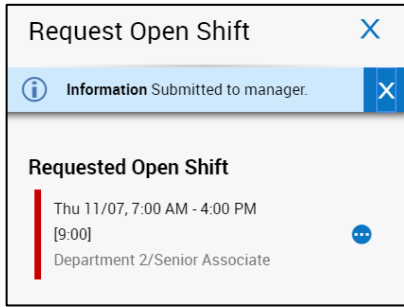 Request Open Shift X
Information Submitted to manager. X
Requested Open Shift
Thu 11/07, 7:00 AM - 4:00 PM
[9:00]
Department 2/Senior Associate